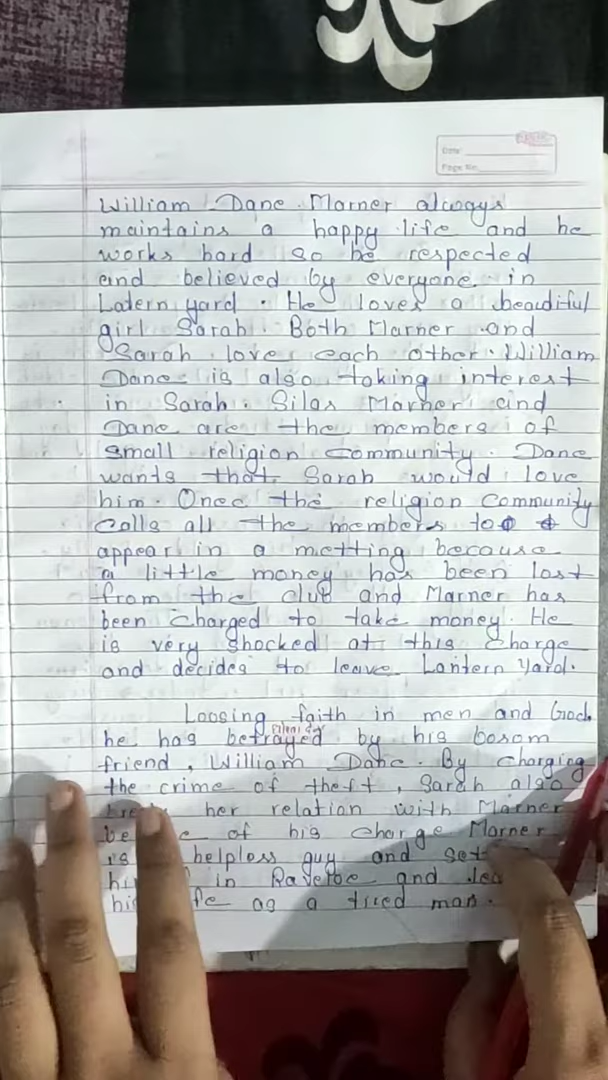 Date:
Page No.
William Dane. Marner always
maintains a happy life and he
works hard so he respected
and believed by everyone in
Latern yard. He loves a beautiful
girl Sarah. Both Marner and
Sarah love each other. William
Dane is also taking interest
in Sarah. Silas Marner and
Dane are the members of
small religion community. Dane
wants that Sarah would love
him. Once the religion community
calls all the members to
appear in a metting because
a little money has been lost
from the club and Marner has
been charged to take money. He
is very shocked at this charge
and decides to leave Lantern yard.
Loosing faith in men and God.
he has betrayed by his bosom
friend, William Dane. By charging
the crime of theft, Sarah also
her relation with Marner
of his charge Marner
helpless guy and
in Raveloe and
as a tired man.